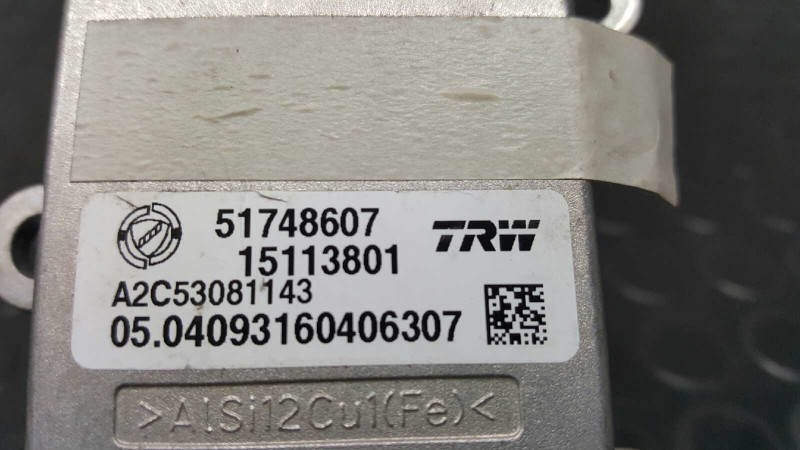 51748607
TRW
15113801
A2C53081143
05.04093160406307
>AlSi12Cu1(Fe)<